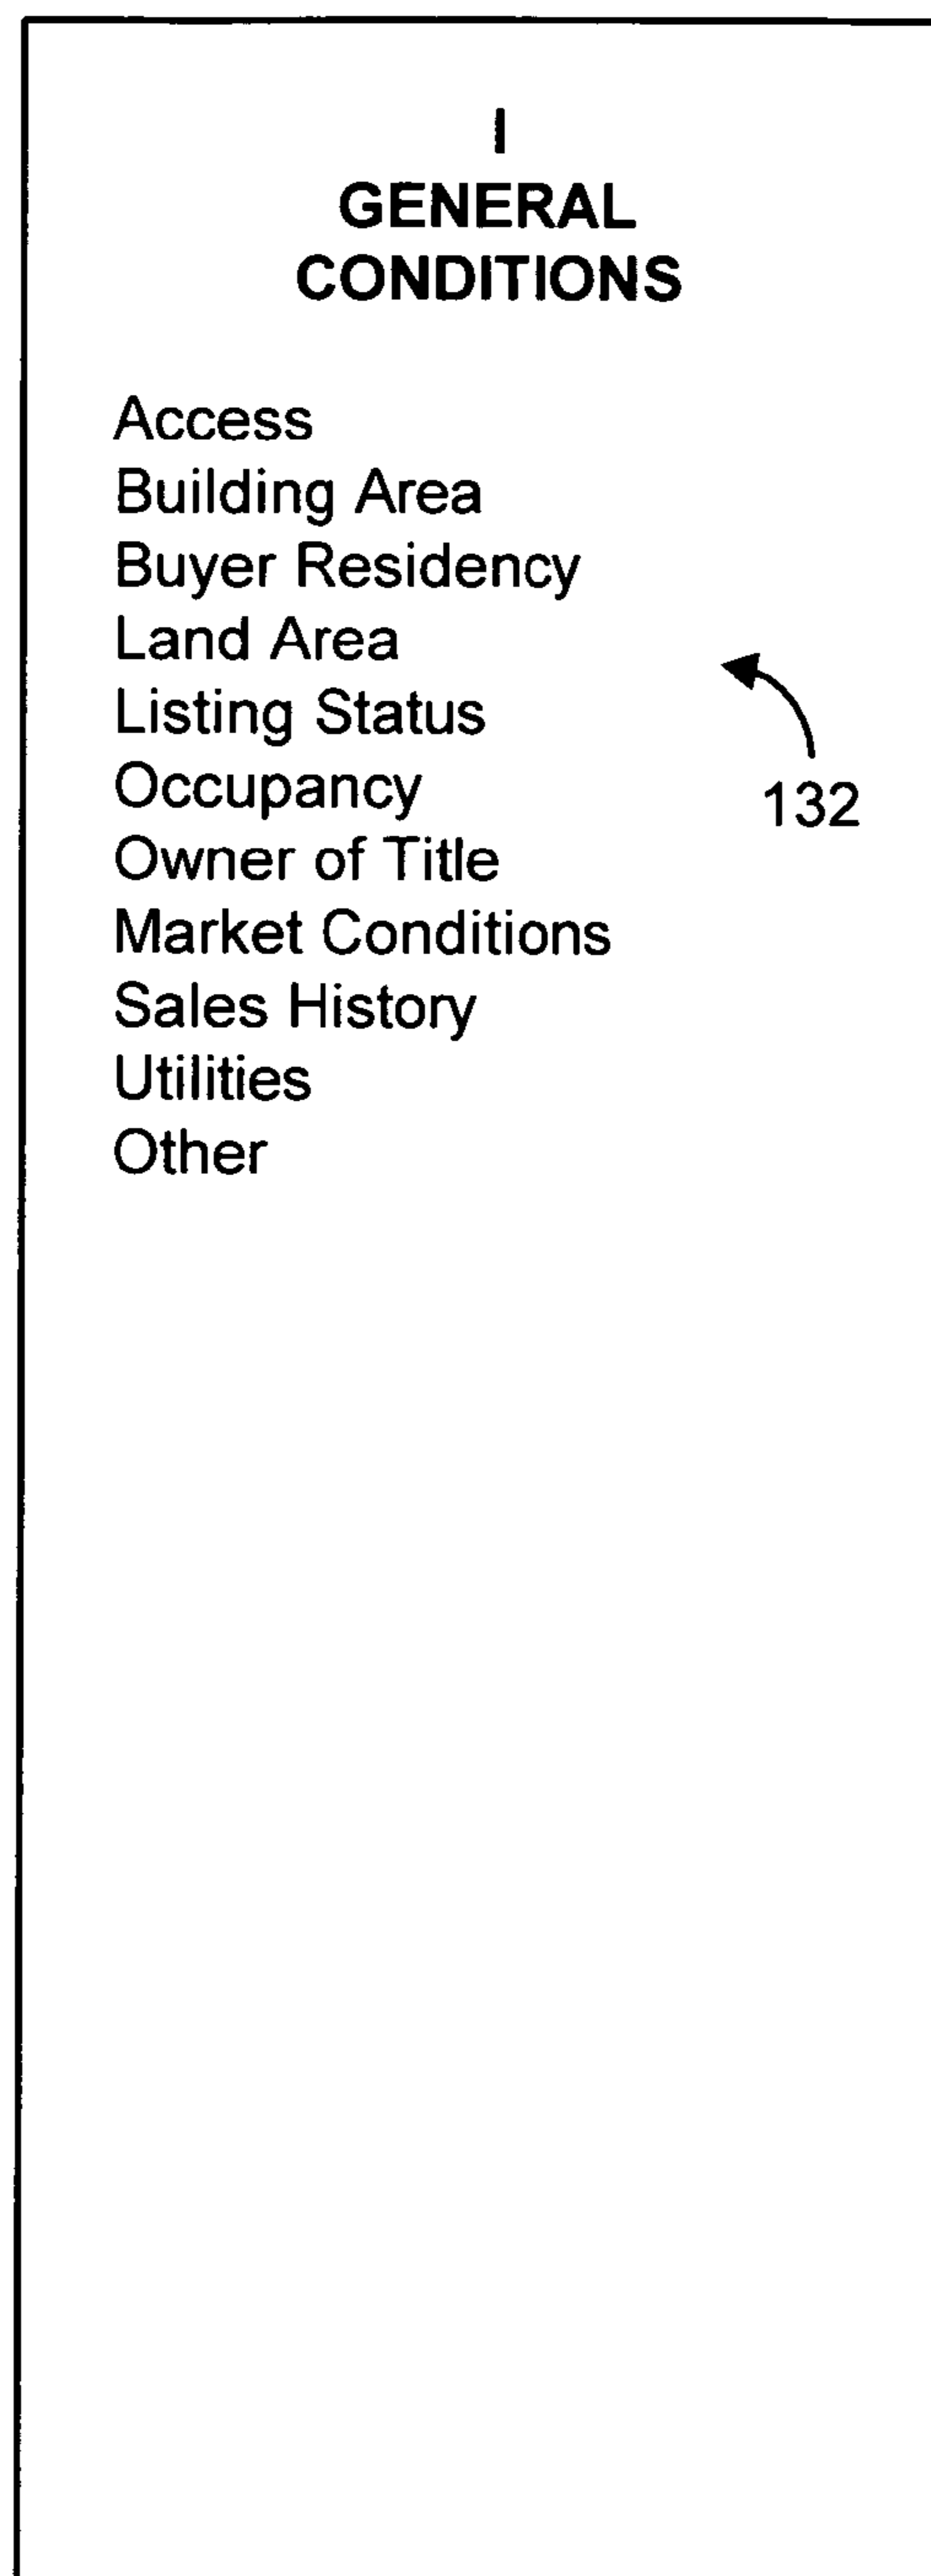 I
GENERAL
CONDITIONS
Access
Building Area
Buyer Residency
Land Area
Listing Status
Occupancy
132
Owner of Title
Market Conditions
Sales History
Utilities
Other